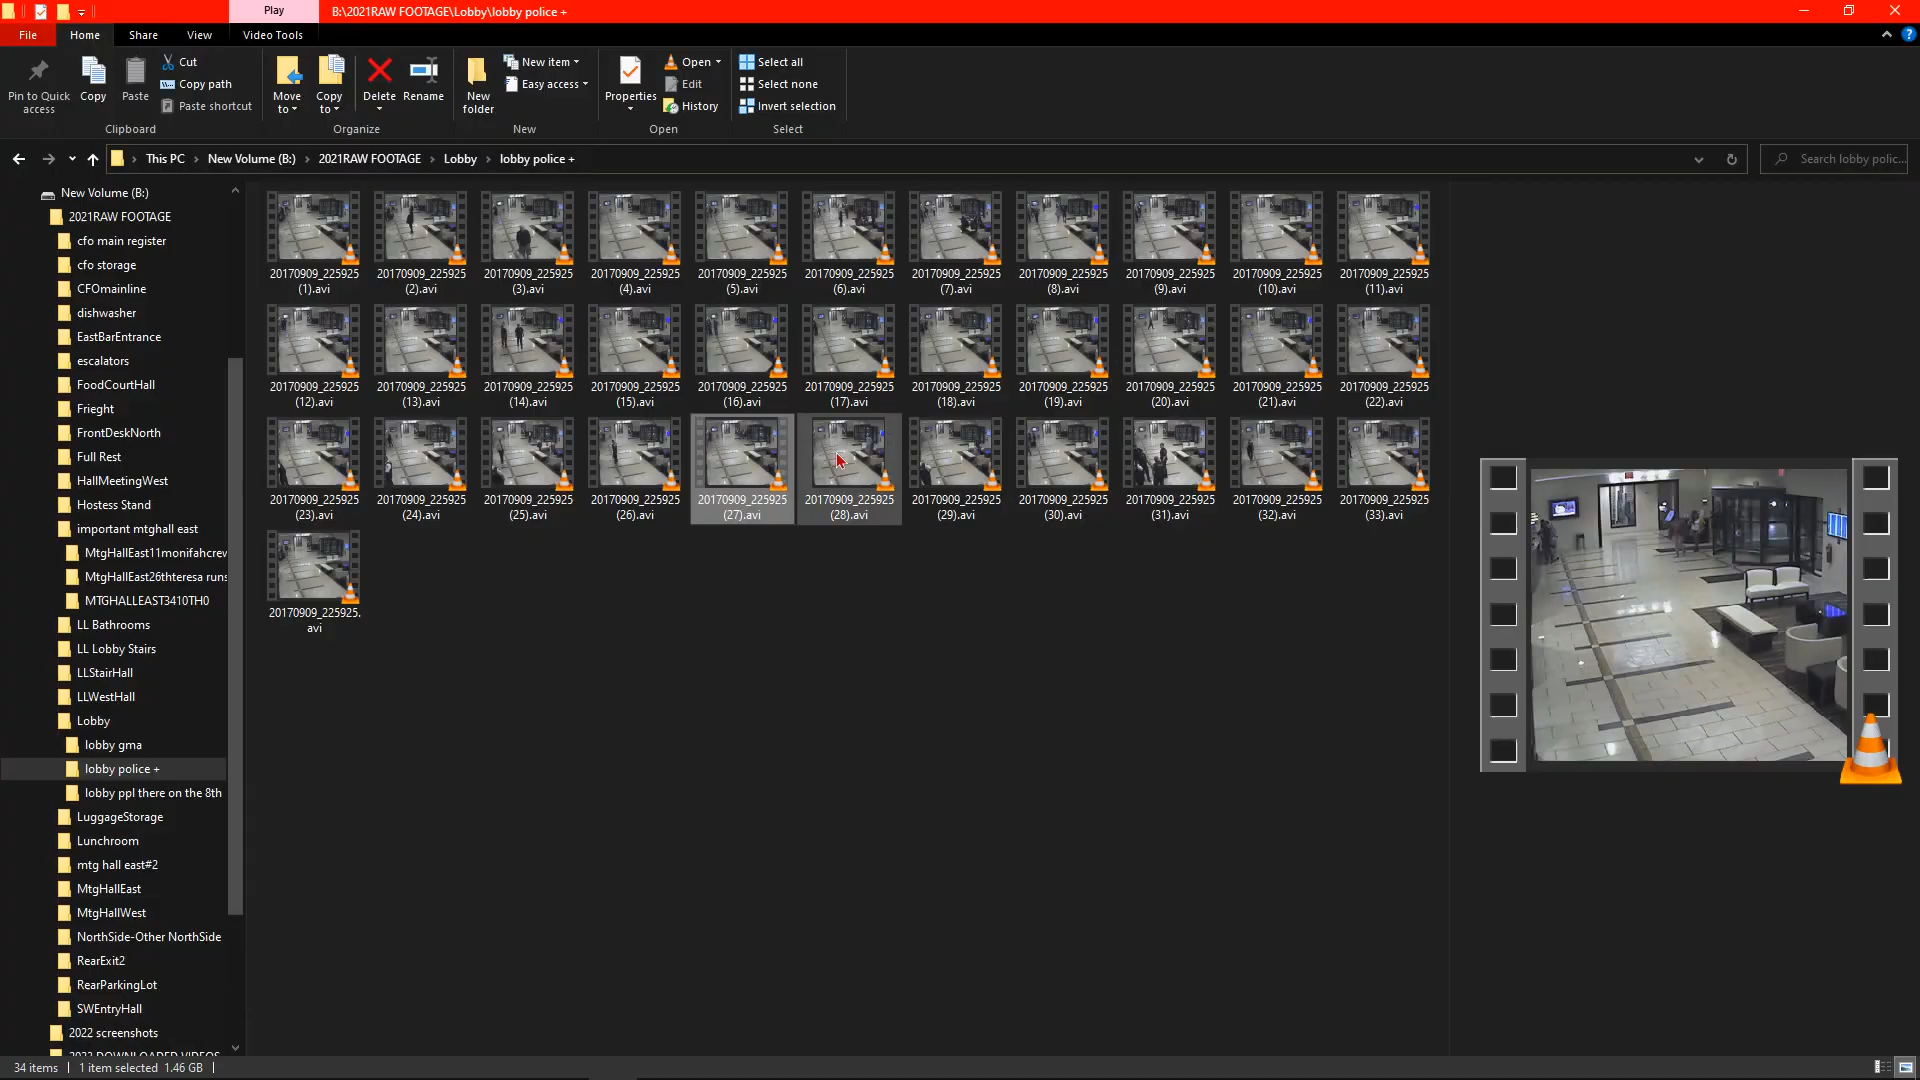 Play
B:\2021RAW FOOTAGE\Lobby\lobby police +
File
Home
Share
View
Video Tools
Pin to Quick
access
Copy
Paste
Cut
Copy path
Paste shortcut
Clipboard
Move
to
Copy
to
Delete
Rename
Organize
New
folder
New item
Easy access
New
Properties
Open
Edit
History
Open
Select all
Select none
Invert selection
Select
This PC
New Volume (B:)
2021RAW FOOTAGE
Lobby
lobby police +
Search lobby polic...
New Volume (B:)
2021RAW FOOTAGE
cfo main register
cfo storage
CFOmainline
dishwasher
EastBarEntrance
escalators
FoodCourtHall
Frieght
FrontDeskNorth
Full Rest
HallMeetingWest
Hostess Stand
important mtghall east
MtgHallEast11monifahcrew
MtgHallEast26thteresa runs
MTGHALLEAST3410TH0
LL Bathrooms
LL Lobby Stairs
LLStairHall
LLWestHall
Lobby
lobby gma
lobby police +
lobby ppl there on the 8th
LuggageStorage
Lunchroom
mtg hall east#2
MtgHallEast
MtgHallWest
NorthSide-Other NorthSide
RearExit2
RearParkingLot
SWEntryHall
2022 screenshots
20170909_225925
(1).avi
20170909_225925
(2).avi
20170909_225925
(3).avi
20170909_225925
(4).avi
20170909_225925
(5).avi
20170909_225925
(6).avi
20170909_225925
(7).avi
20170909_225925
(8).avi
20170909_225925
(9).avi
20170909_225925
(10).avi
20170909_225925
(11).avi
20170909_225925
(12).avi
20170909_225925
(13).avi
20170909_225925
(14).avi
20170909_225925
(15).avi
20170909_225925
(16).avi
20170909_225925
(17).avi
20170909_225925
(18).avi
20170909_225925
(19).avi
20170909_225925
(20).avi
20170909_225925
(21).avi
20170909_225925
(22).avi
20170909_225925
(23).avi
20170909_225925
(24).avi
20170909_225925
(25).avi
20170909_225925
(26).avi
20170909_225925
(27).avi
20170909_225925
(28).avi
20170909_225925
(29).avi
20170909_225925
(30).avi
20170909_225925
(31).avi
20170909_225925
(32).avi
20170909_225925
(33).avi
20170909_225925.
avi
34 items
1 item selected 1.46 GB